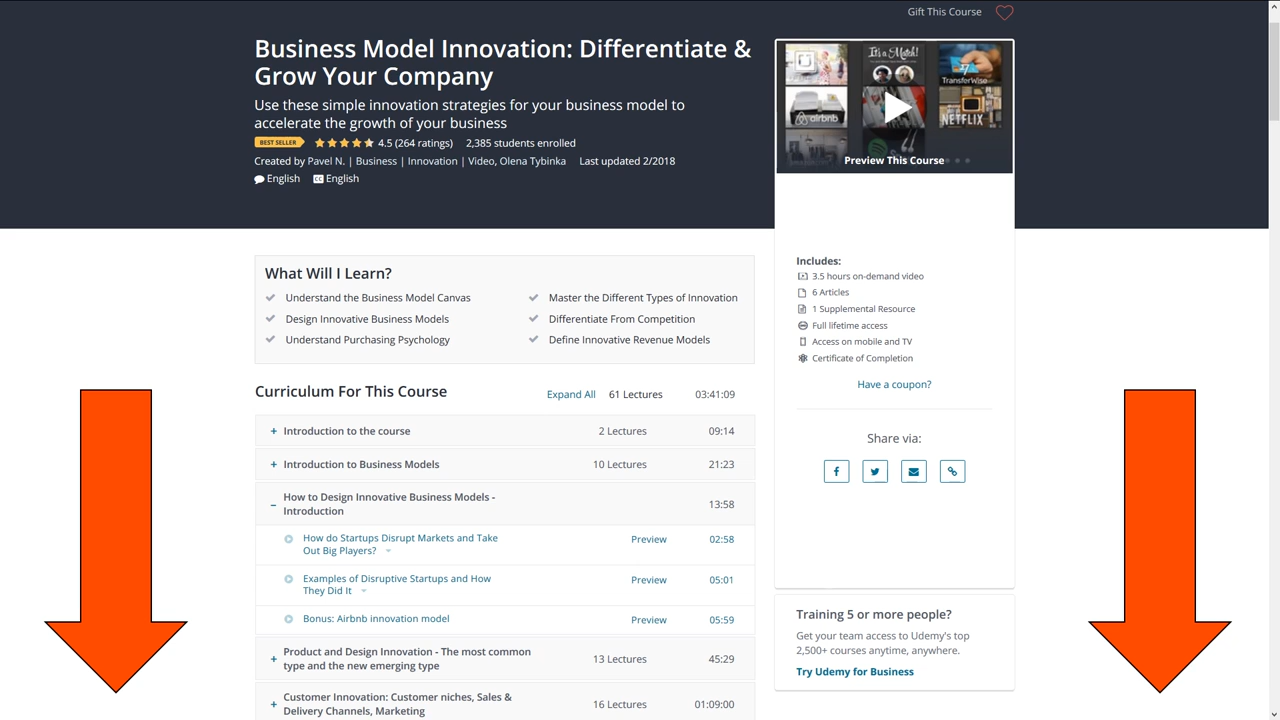 Gift This Course
Business Model Innovation: Differentiate &
Grow Your Company
Use these simple innovation strategies for your business model to
accelerate the growth of your business
BEST SELLER 4.5 (264 ratings) 2,385 students enrolled
Created by Pavel N. | Business | Innovation | Video, Olena Tybinka Last updated 2/2018
English English
It's a Match!
TransferWise
airbnb
NETFLIX
Preview This Course
What Will I Learn?
Understand the Business Model Canvas
Design Innovative Business Models
Understand Purchasing Psychology
Master the Different Types of Innovation
Differentiate From Competition
Define Innovative Revenue Models
Includes:
3.5 hours on-demand video
6 Articles
1 Supplemental Resource
Full lifetime access
Access on mobile and TV
Certificate of Completion
Have a coupon?
Share via:
Curriculum For This Course Expand All 61 Lectures 03:41:09
+ Introduction to the course 2 Lectures 09:14
+ Introduction to Business Models 10 Lectures 21:23
– How to Design Innovative Business Models -
Introduction 13:58
How do Startups Disrupt Markets and Take
Out Big Players? Preview 02:58
Examples of Disruptive Startups and How
They Did It Preview 05:01
Bonus: Airbnb innovation model Preview 05:59
+ Product and Design Innovation - The most common
type and the new emerging type 13 Lectures 45:29
+ Customer Innovation: Customer niches, Sales &
Delivery Channels, Marketing 16 Lectures 01:09:00
Training 5 or more people?
Get your team access to Udemy's top
2,500+ courses anytime, anywhere.
Try Udemy for Business